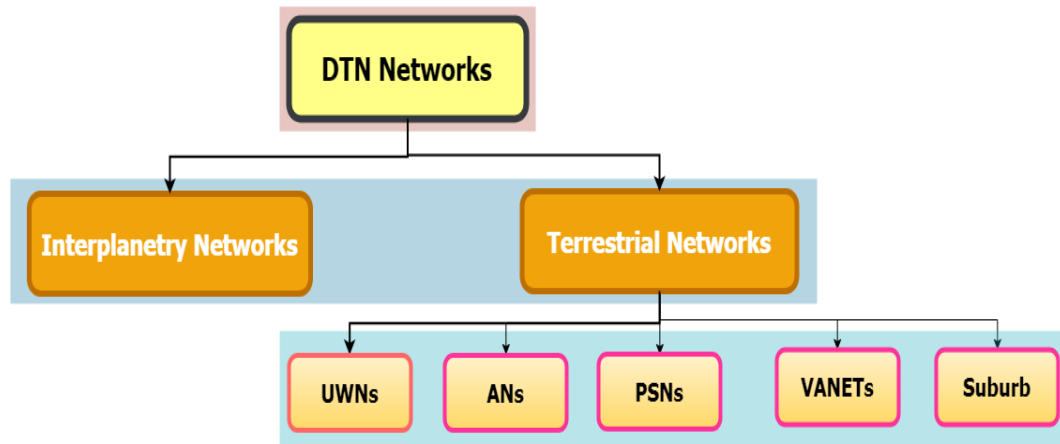 DTN Networks
Interplanetry Networks
Terrestrial Networks
UWNs
ANs
PSNs
VANETs
Suburb